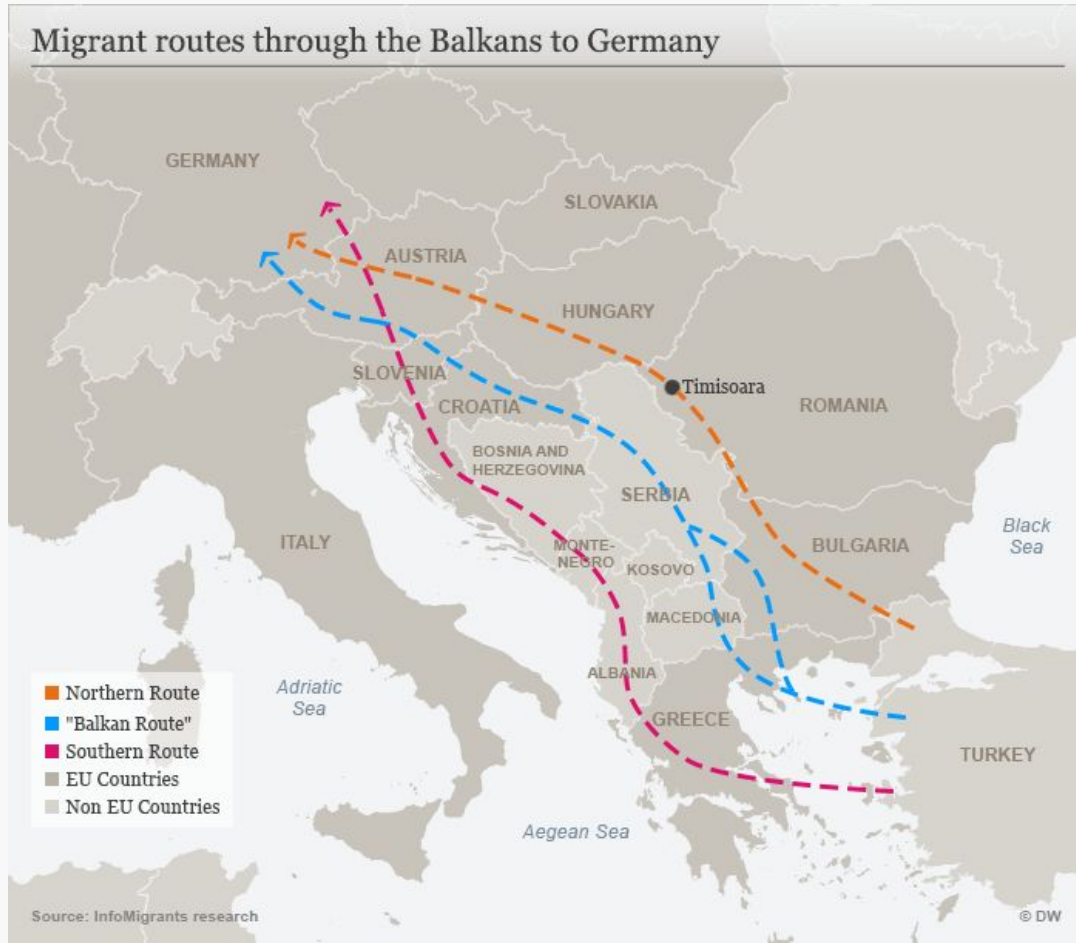 Migrant routes through the Balkans to Germany
GERMANY
SLOVAKIA
AUSTRIA
HUNGARY
Timisoara
SLOVENIA
ROMANIA
CROATIA
BOSNIA AND
HERZEGOVINA
SERBIA
Black
Sea
ITALY
BULGARIA
MONTE-
NEGRO
KOSOVO
MACEDONIA
ALBANIA
Adriatic
Sea
GREECE
TURKEY
Aegean Sea
Northern Route
"Balkan Route"
Southern Route
EU Countries
Non EU Countries
Source: InfoMigrants research
© DW